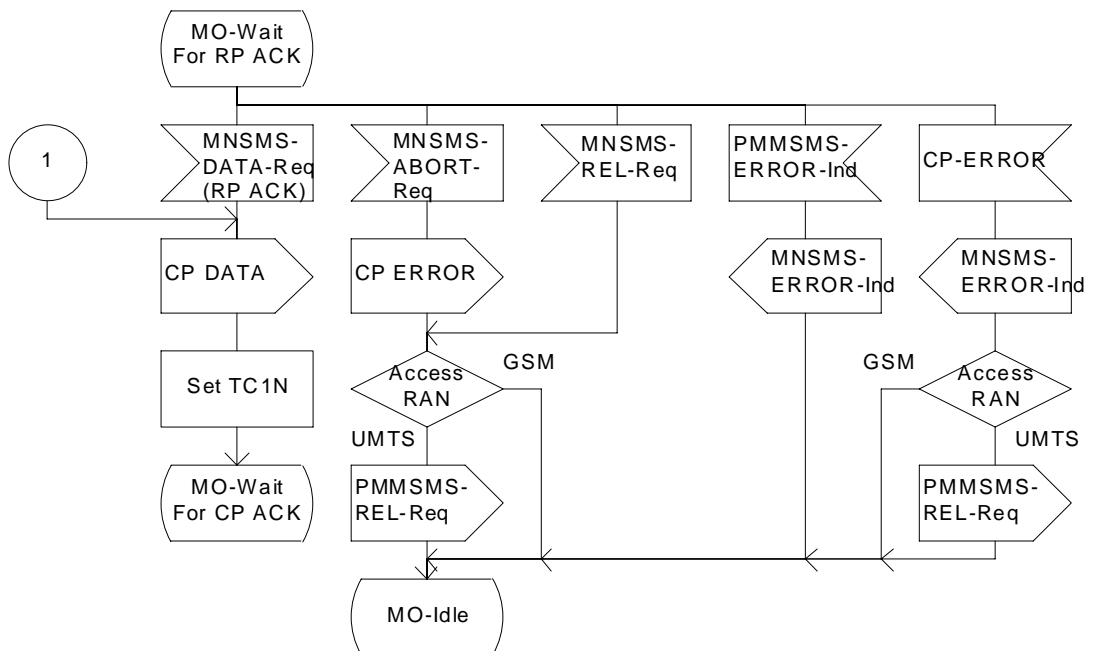 MO-Wait
For RP ACK
1
MNSMS-
DATA-Req
(RP ACK)
MNSMS-
ABORT-
Req
MNSMS-
REL-Req
PMMSMS-
ERROR-Ind
CP-ERROR
CP DATA
CP ERROR
MNSMS-
ERROR-Ind
MNSMS-
ERROR-Ind
Set TC1N
Access
RAN
GSM
UMTS
GSM
Access
RAN
UMTS
MO-Wait
For CP ACK
PMMSMS-
REL-Req
PMMSMS-
REL-Req
MO-Idle